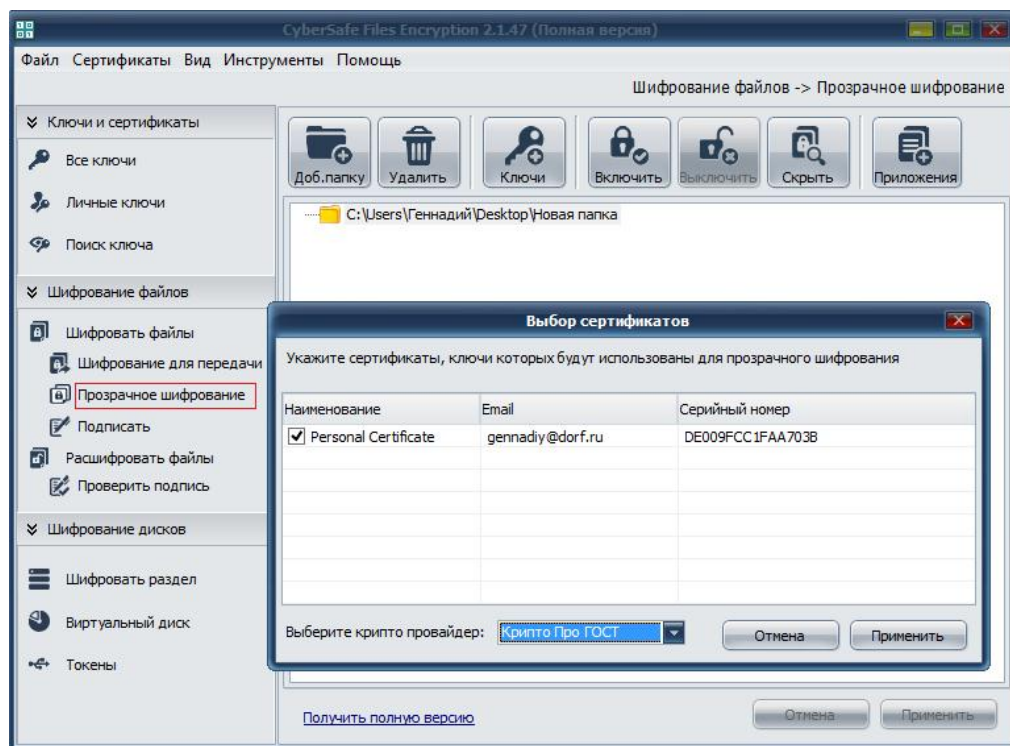 CyberSafe Files Encryption 2.1.47 (Полная версия)
Файл Сертификаты Вид Инструменты Помощь
Шифрование файлов -> Прозрачное шифрование
Ключи и сертификаты
Все ключи
Личные ключи
Поиск ключа
Шифрование файлов
Шифровать файлы
Шифрование для передачи
Прозрачное шифрование
Подписать
Расшифровать файлы
Проверить подпись
Шифрование дисков
Шифровать раздел
Виртуальный диск
Токены
Доб.папку Удалить Ключи Включить Выключить Скрыть Приложения
C:\Users\Геннадий\Desktop\Новая папка
Выбор сертификатов
Укажите сертификаты, ключи которых будут использованы для прозрачного шифрования
Наименование Email Серийный номер
Personal Certificate gennadiy@dorf.ru DE009FCC1FAA703B
Выберите крипто провайдер: Крипто Про ГОСТ Отмена Применить
Получить полную версию Отмена Применить